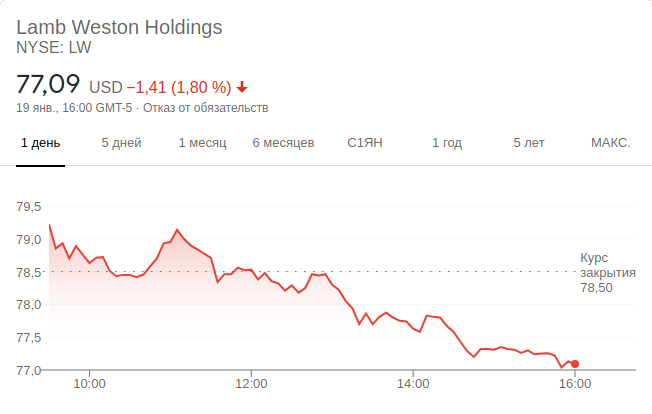 Lamb Weston Holdings
NYSE: LW
77,09 USD −1,41 (1,80 %)
19 янв., 16:00 GMT-5 · Отказ от обязательств
1 день 5 дней 1 месяц 6 месяцев С1ЯН 1 год 5 лет МАКС.
79,5
79,0
78,5
78,0
77,5
77,0
Курс
закрытия
78,50
10:00 12:00 14:00 16:00